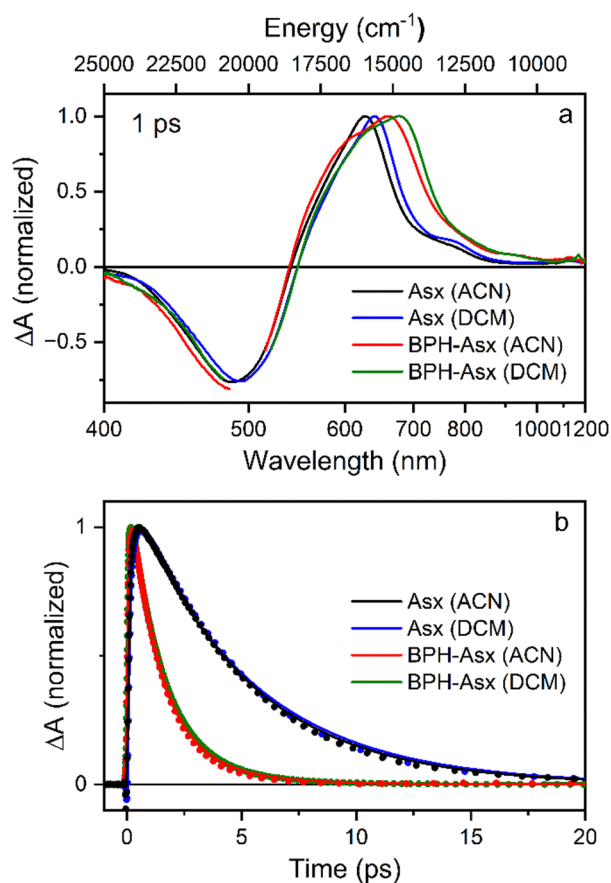 Energy (cm⁻¹)
25000 22500 20000 17500 15000 12500 10000
1.0 1 ps a
0.5
0.0
−0.5
ΔA (normalized)
Asx (ACN)
Asx (DCM)
BPH-Asx (ACN)
BPH-Asx (DCM)
400 500 600 700 800 1000 1200
Wavelength (nm)
b
1
ΔA (normalized)
Asx (ACN)
Asx (DCM)
BPH-Asx (ACN)
BPH-Asx (DCM)
0
0 5 10 15 20
Time (ps)